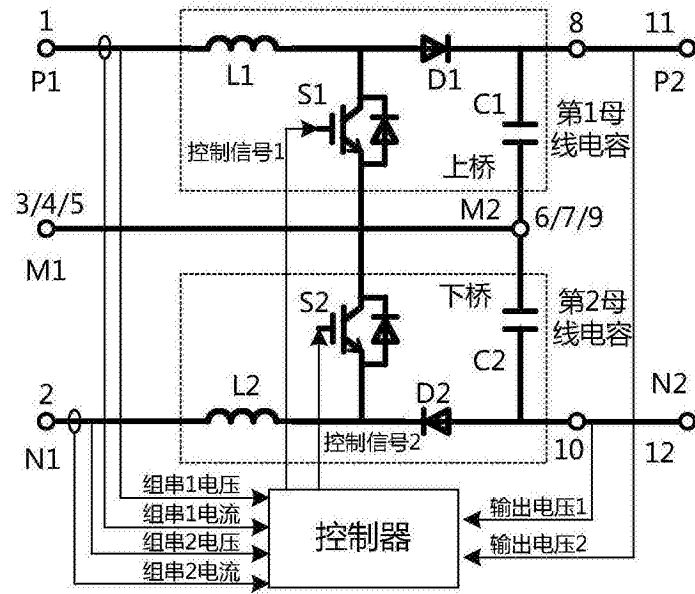 1
8
11
P1
L1
D1
P2
S1
C1
第1母
线电容
控制信号1
上桥
3/4/5
M2
6/7/9
M1
S2
下桥
第2母
线电容
C2
2
L2
D2
N2
N1
控制信号2
10
12
组串1电压
组串1电流
组串2电压
组串2电流
控制器
输出电压1
输出电压2